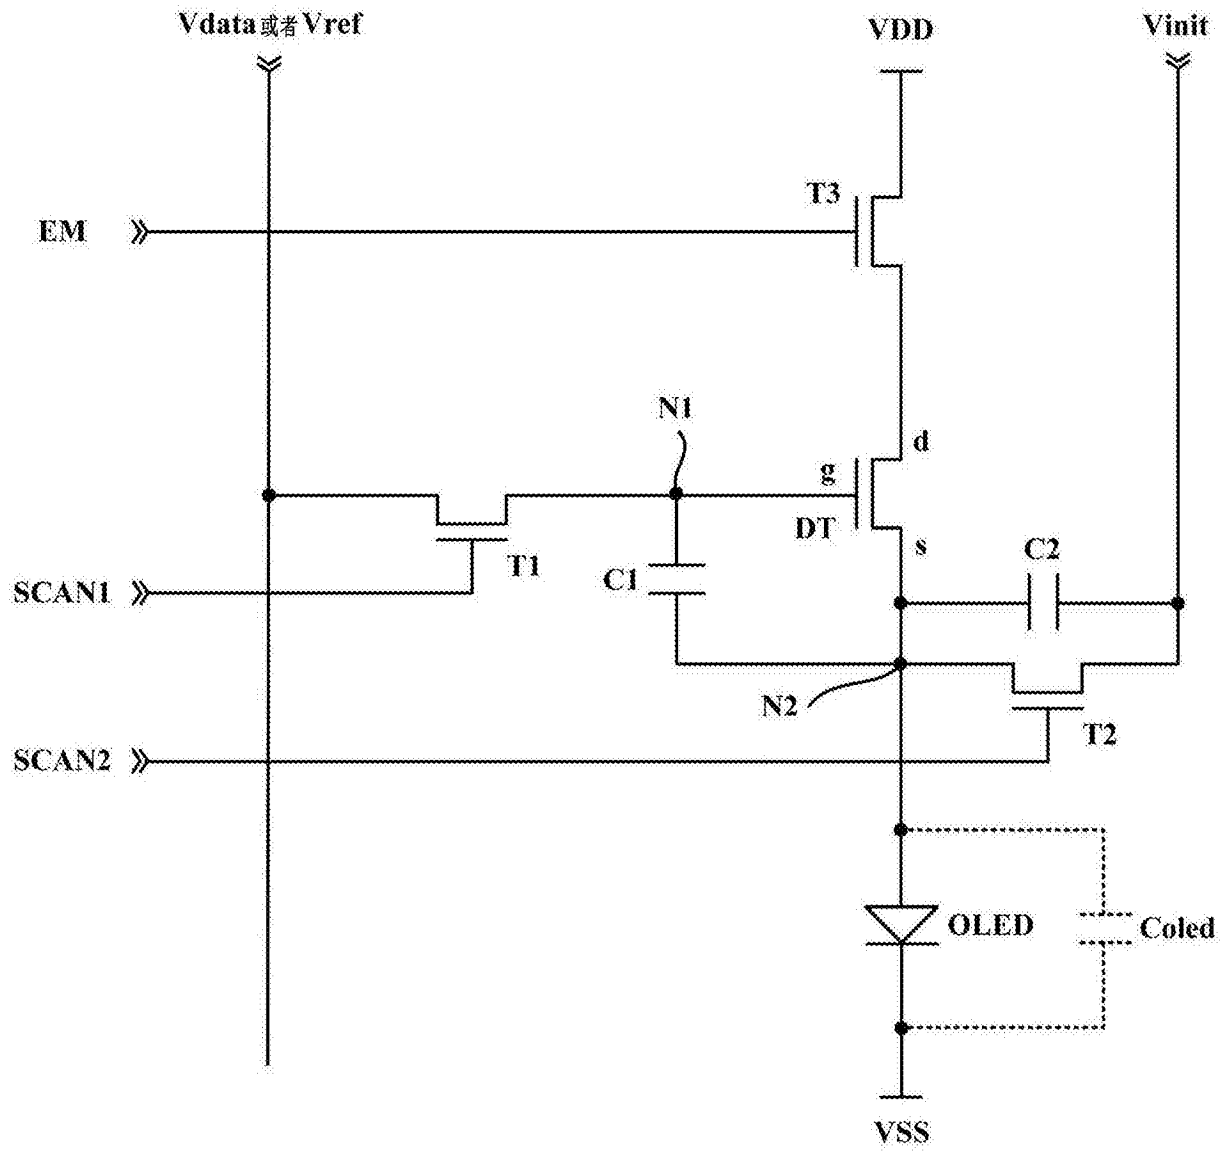 Vdata或者Vref
VDD
Vinit
T3
EM
N1
d
g
DT
s
C2
T1
C1
SCAN1
N2
T2
SCAN2
OLED
Coled
VSS